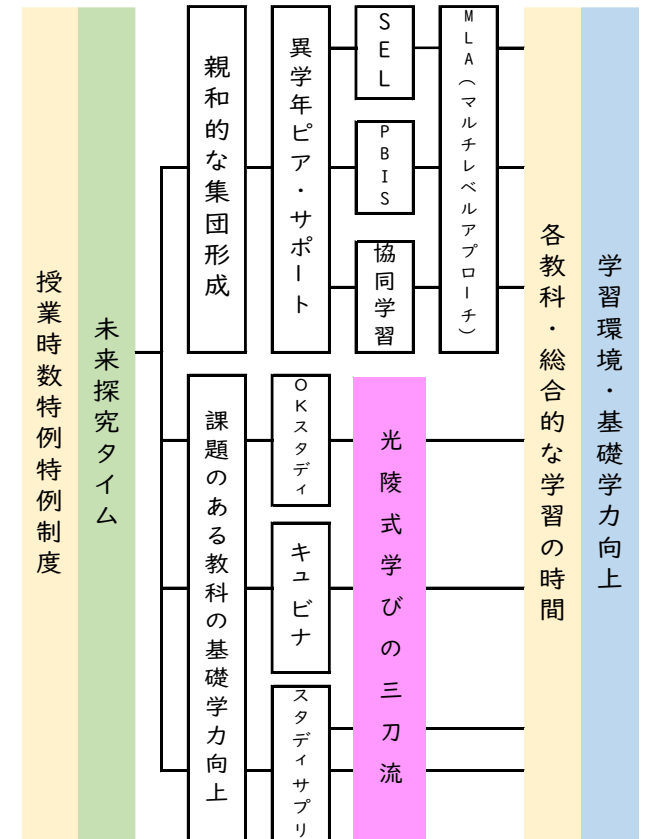 授業時数特例特例制度
未来探究タイム
親和的な集団形成
異学年ピア・サポート
SEL
PBIS
協同学習
MLA(マルチレベルアプローチ)
課題のある教科の基礎学力向上
OKスタディ
キュビナ
スタディサプリ
光陵式学びの三刀流
各教科・総合的な学習の時間
学習環境・基礎学力向上